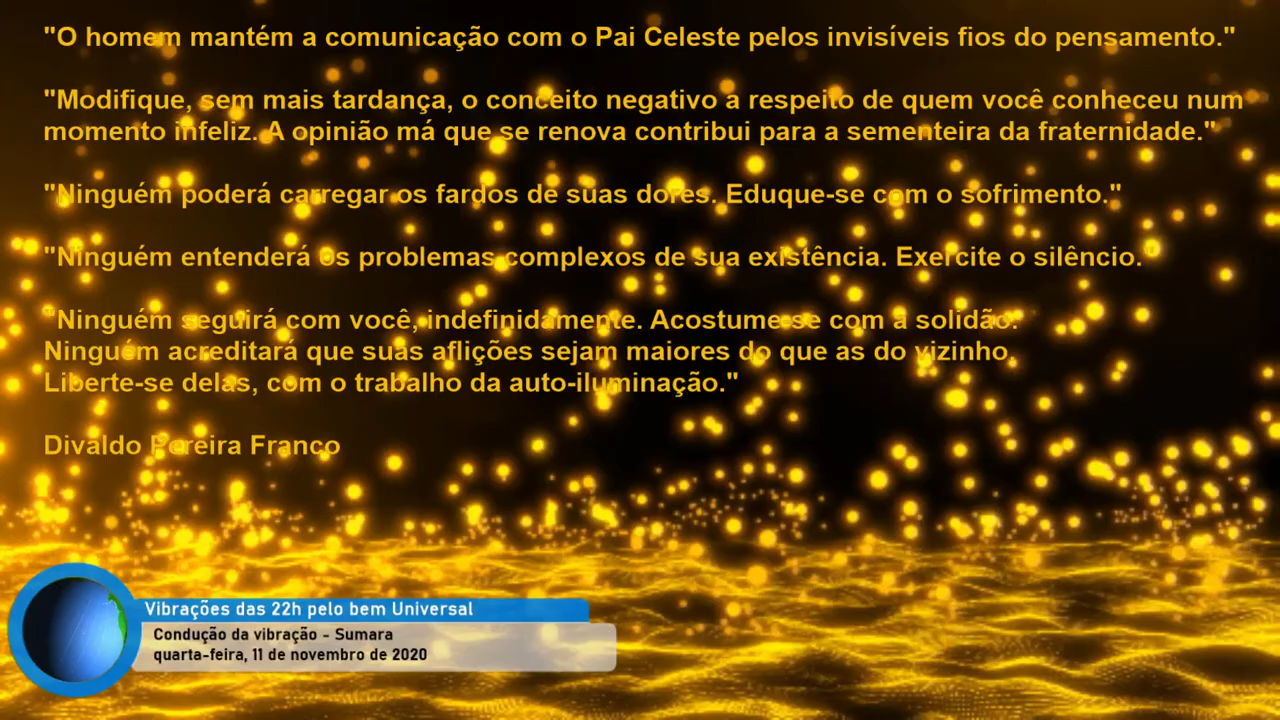 "O homem mantém a comunicação com o Pai Celeste pelos invisíveis fios do pensamento."
"Modifique, sem mais tardança, o conceito negativo a respeito de quem você conheceu num
momento infeliz. A opinião má que se renova contribui para a sementeira da fraternidade."
"Ninguém poderá carregar os fardos de suas dores. Eduque-se com o sofrimento."
"Ninguém entenderá os problemas complexos de sua existência. Exercite o silêncio."
"Ninguém seguirá com você, indefinidamente. Acostume-se com a solidão.
Ninguém acreditará que suas aflições sejam maiores do que as do vizinho.
Liberte-se delas, com o trabalho da auto-iluminação."
Divaldo Pereira Franco
Vibrações das 22h pelo bem Universal
Condução da vibração - Sumara
quarta-feira, 11 de novembro de 2020